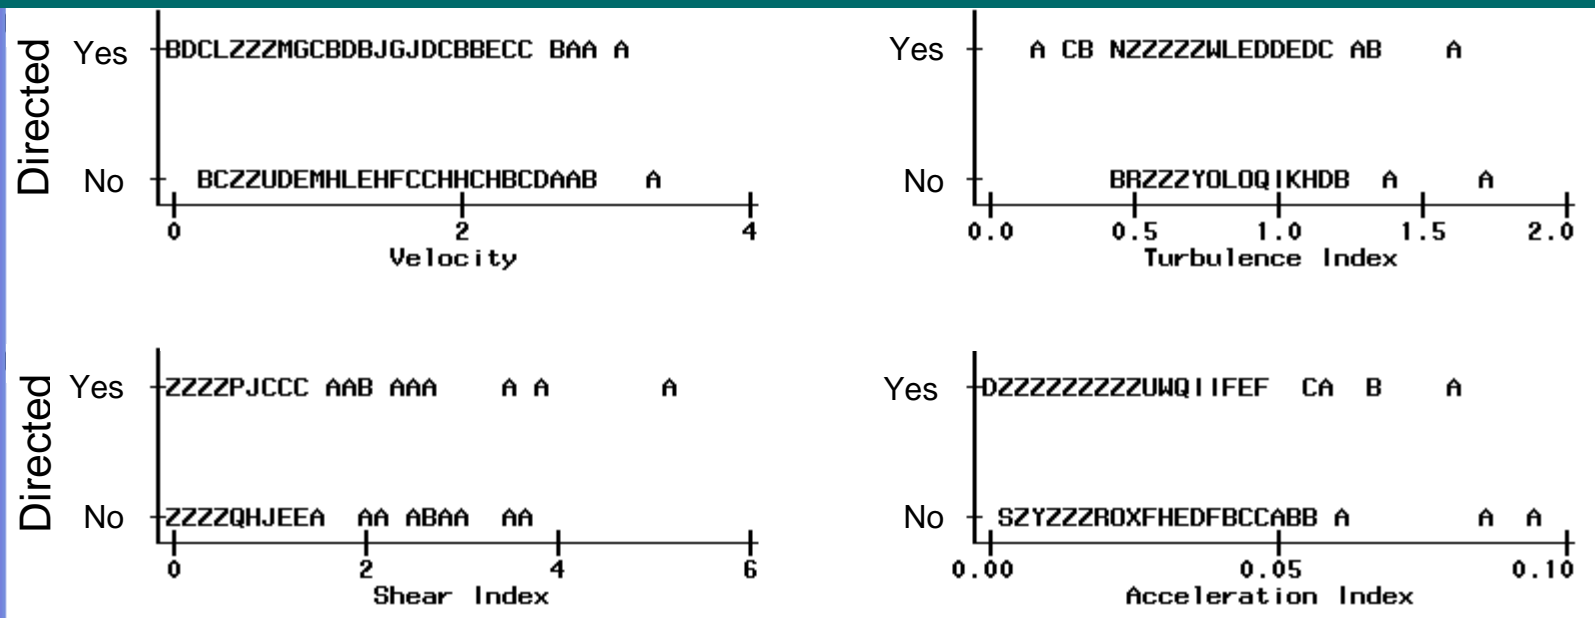 Directed
Yes
BDCLZZZMGCBDBJGJDCBBECC BAA A
No
BCZZUDEMHLEHFCCHHCHBCDAAB A
0 2 4
Velocity
Yes
A CB NZZZZZWLEDDEDC AB A
No
BRZZZYOLOQIKHDB A A
0.0 0.5 1.0 1.5 2.0
Turbulence Index
Directed
Yes
ZZZZPJCCC AAB AAA A A A
No
ZZZZQHJEEA AA ABAA AA
0 2 4 6
Shear Index
Yes
DZZZZZZZZZUWQIIFEF CA B A
No
SZYZZZROXFHEDFBCCABB A A A
0.00 0.05 0.10
Acceleration Index